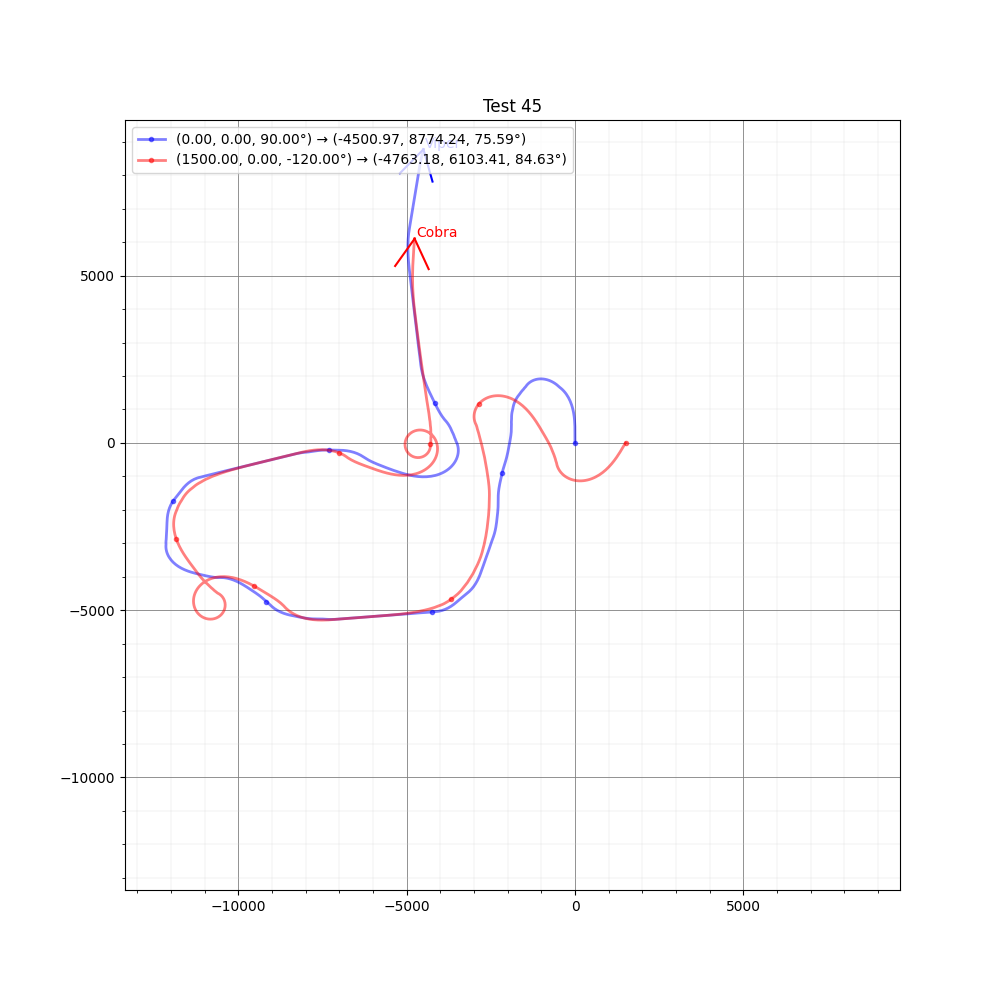 Test 45
(0.00, 0.00, 90.00°) → (-4500.97, 8774.24, 75.59°)
(1500.00, 0.00, -120.00°) → (-4763.18, 6103.41, 84.63°)
Viper
Cobra
5000
0
−5000
−10000
−10000
−5000
0
5000